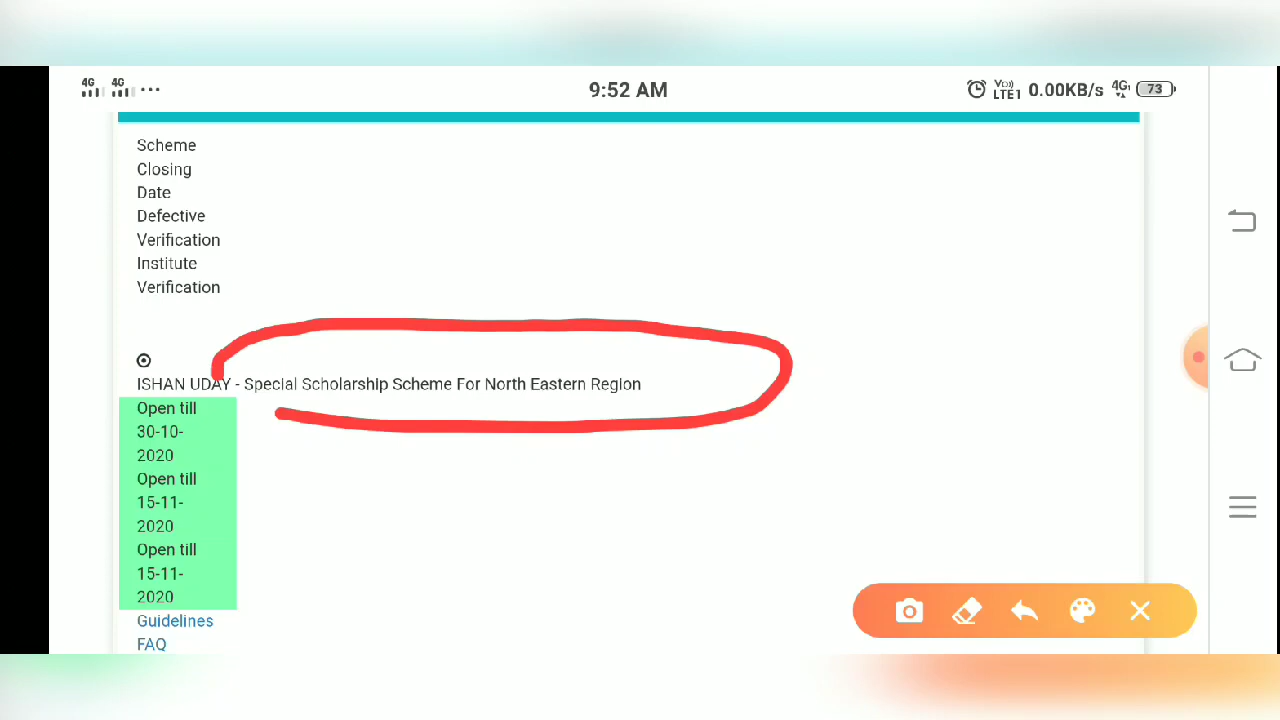 4G 4G 9:52 AM VoD LTE1 0.00KB/s 4G 73
Scheme
Closing
Date
Defective
Verification
Institute
Verification
ISHAN UDAY - Special Scholarship Scheme For North Eastern Region
Open till
30-10-
2020
Open till
15-11-
2020
Open till
15-11-
2020
Guidelines
FAQ